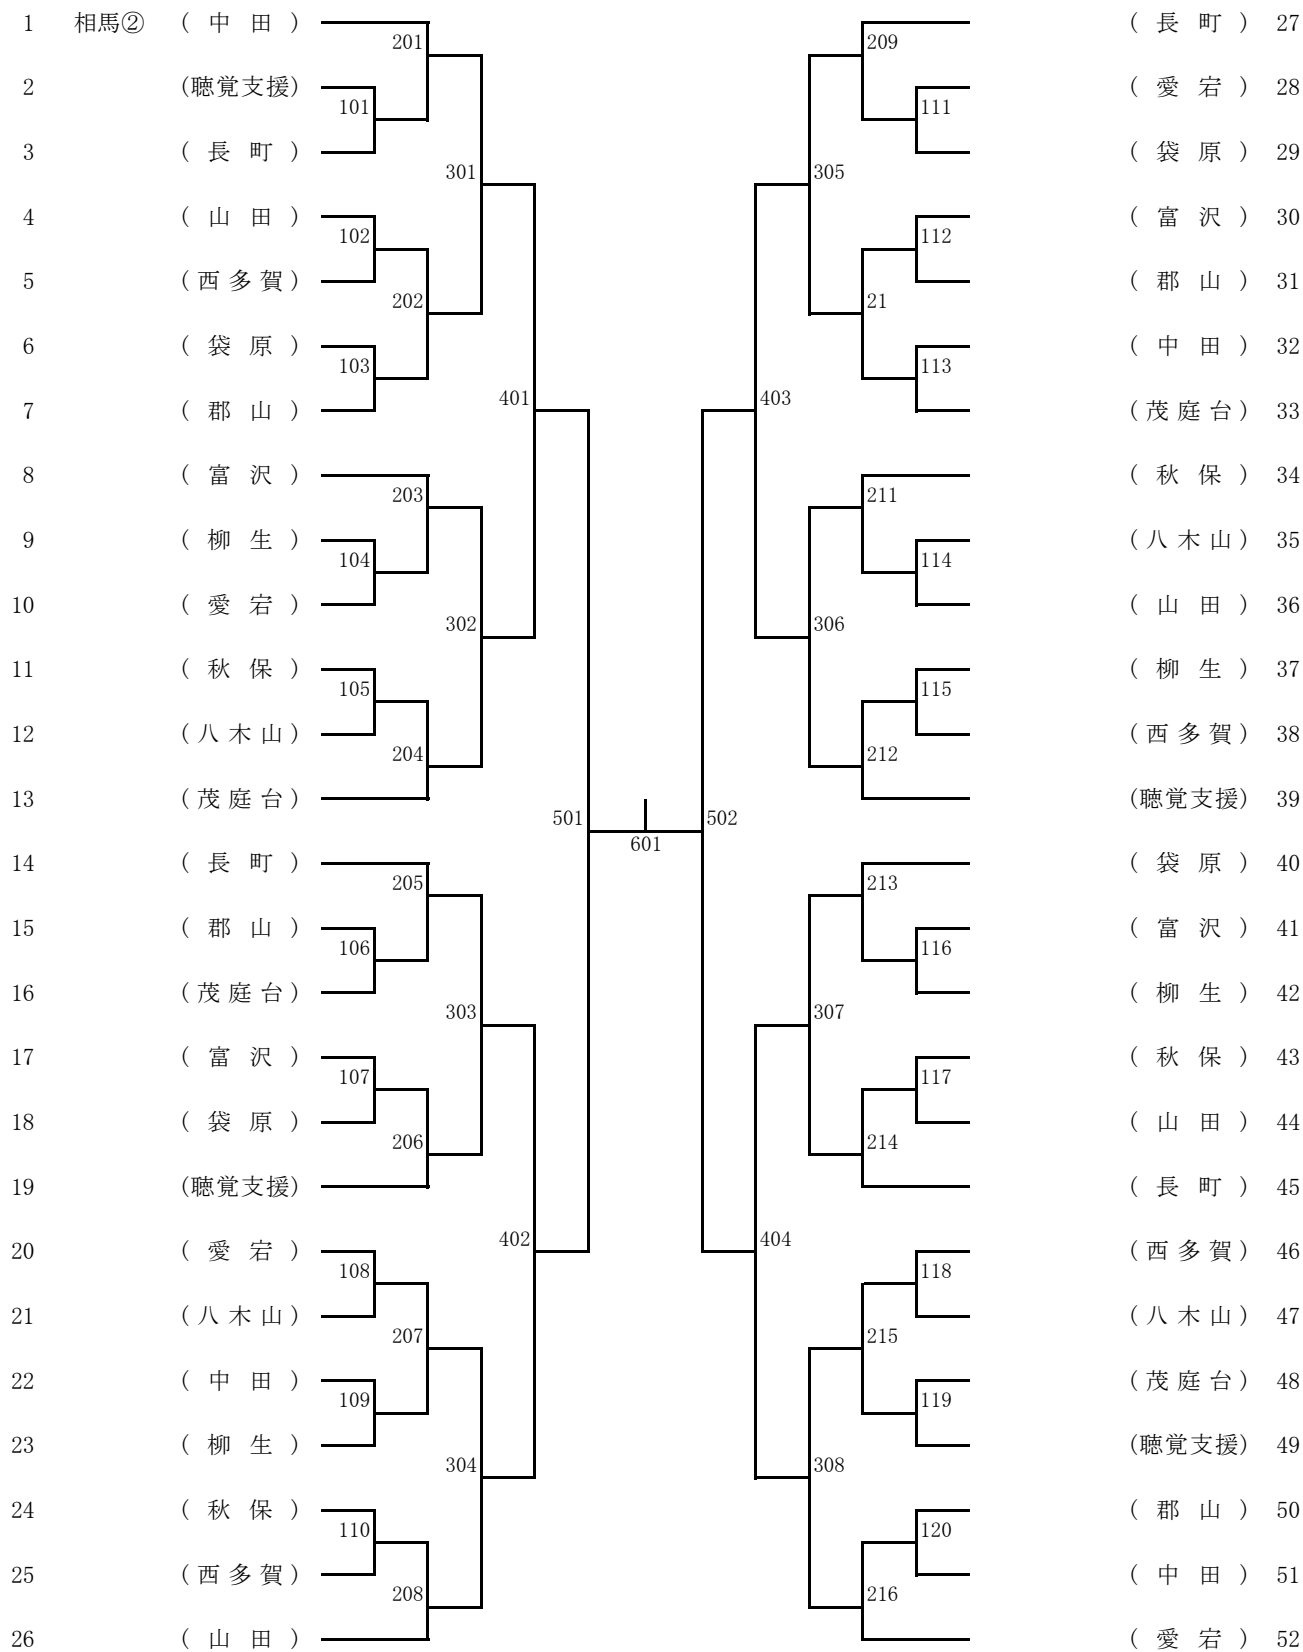 1 相馬② ( 中 田 ) ( 長 町 ) 27
201 209
2 (聴覚支援) ( 愛 宕 ) 28
101 111
3 ( 長 町 ) ( 袋 原 ) 29
301 305
4 ( 山 田 ) ( 富 沢 ) 30
102 112
5 ( 西 多 賀 ) ( 郡 山 ) 31
202 21
6 ( 袋 原 ) ( 中 田 ) 32
103 113
401 403
7 ( 郡 山 ) ( 茂 庭 台 ) 33
8 ( 富 沢 ) ( 秋 保 ) 34
203 211
9 ( 柳 生 ) ( 八 木 山 ) 35
104 114
10 ( 愛 宕 ) ( 山 田 ) 36
302 306
11 ( 秋 保 ) ( 柳 生 ) 37
105 115
12 ( 八 木 山 ) ( 西 多 賀 ) 38
204 212
13 ( 茂 庭 台 ) (聴覚支援) 39
501 502
601
14 ( 長 町 ) ( 袋 原 ) 40
205 213
15 ( 郡 山 ) ( 富 沢 ) 41
106 116
16 ( 茂 庭 台 ) ( 柳 生 ) 42
303 307
17 ( 富 沢 ) ( 秋 保 ) 43
107 117
18 ( 袋 原 ) ( 山 田 ) 44
206 214
19 (聴覚支援) ( 長 町 ) 45
402 404
20 ( 愛 宕 ) ( 西 多 賀 ) 46
108 118
21 ( 八 木 山 ) ( 八 木 山 ) 47
207 215
22 ( 中 田 ) ( 茂 庭 台 ) 48
109 119
23 ( 柳 生 ) (聴覚支援) 49
304 308
24 ( 秋 保 ) ( 郡 山 ) 50
110 120
25 ( 西 多 賀 ) ( 中 田 ) 51
208 216
26 ( 山 田 ) ( 愛 宕 ) 52